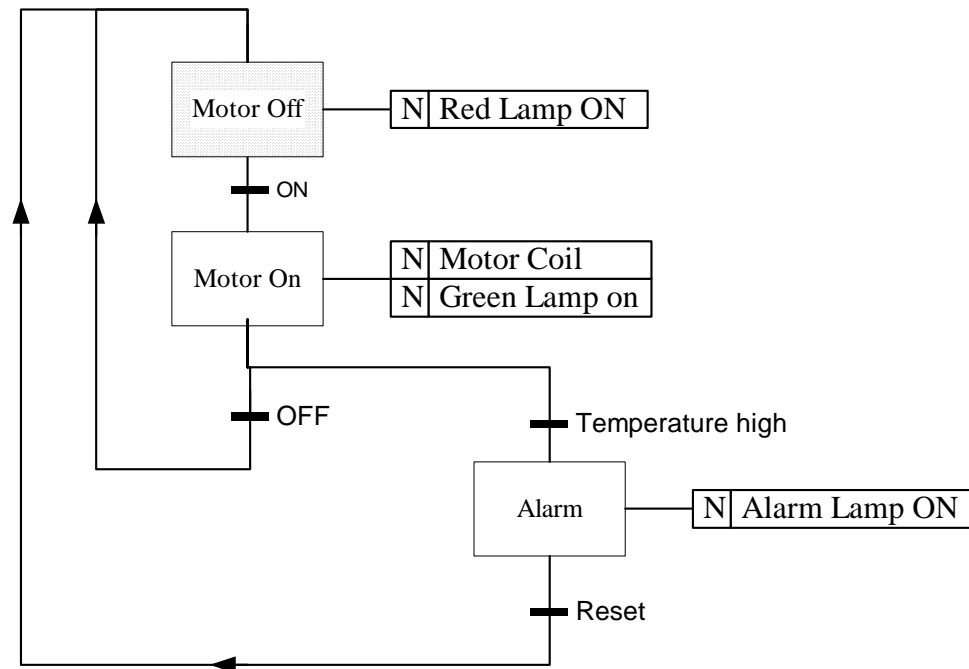 Motor Off
N Red Lamp ON
ON
Motor On
N Motor Coil
N Green Lamp on
OFF
Temperature high
Alarm
N Alarm Lamp ON
Reset